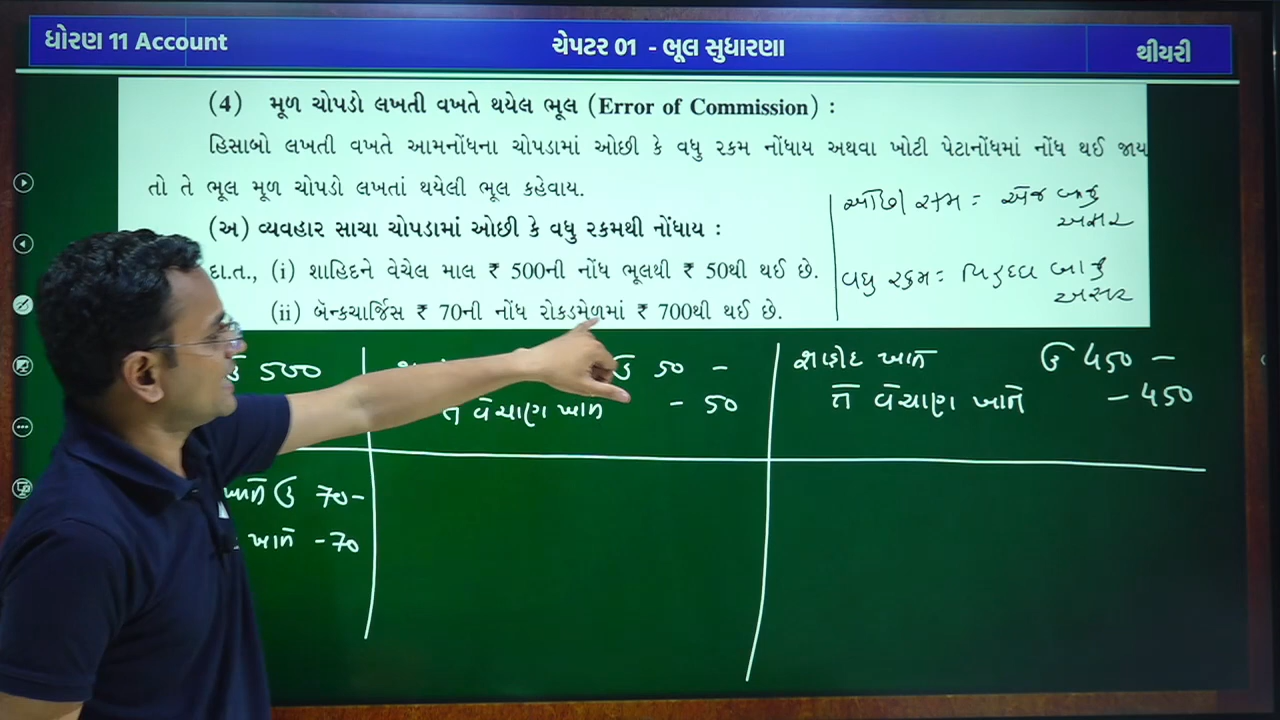 ધોરણ 11 Account
ચેપટર 01 - ભૂલ સુધારણા
થીયરી
(4) મૂળ ચોપડો લખતી વખતે થયેલ ભૂલ (Error of Commission) :
હિસાબો લખતી વખતે આમનોંધના ચોપડામાં ઓછી કે વધુ રકમ નોંધાય અથવા ખોટી પેટાનોંધમાં નોંધ થઈ જાય
તો તે ભૂલ મૂળ ચોપડો લખતાં થયેલી ભૂલ કહેવાય.
(અ) વ્યવહાર સાચા ચોપડામાં ઓછી કે વધુ રકમથી નોંધાય :
દા.ત., (i) શાહિદને વેચેલ માલ ₹ 500ની નોંધ ભૂલથી ₹ 50થી થઈ છે.
(ii) બૅન્કચાર્જિસ ₹ 70ની નોંધ રોકડમેળમાં ₹ 700થી થઈ છે.
ઓછી રકમ = એજ બાજુ
અસર
વધુ રકમ = વિરુદ્ધ બાજુ
અસર
ઉ 500
ઉ 50 -
તે વેચાણ ખાતે - 50
શાહીદ ખાતે ઉ 450 -
તે વેચાણ ખાતે - 450
ખાતે ઉ 70-
ખાતે -70